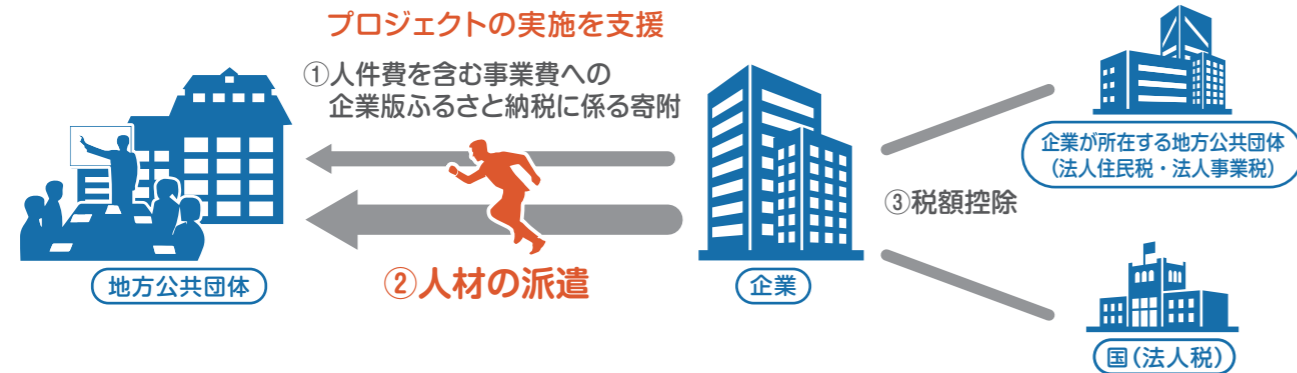 プロジェクトの実施を支援
①人件費を含む事業費への
企業版ふるさと納税に係る寄附
②人材の派遣
地方公共団体
企業
③税額控除
企業が所在する地方公共団体
(法人住民税・法人事業税)
国(法人税)